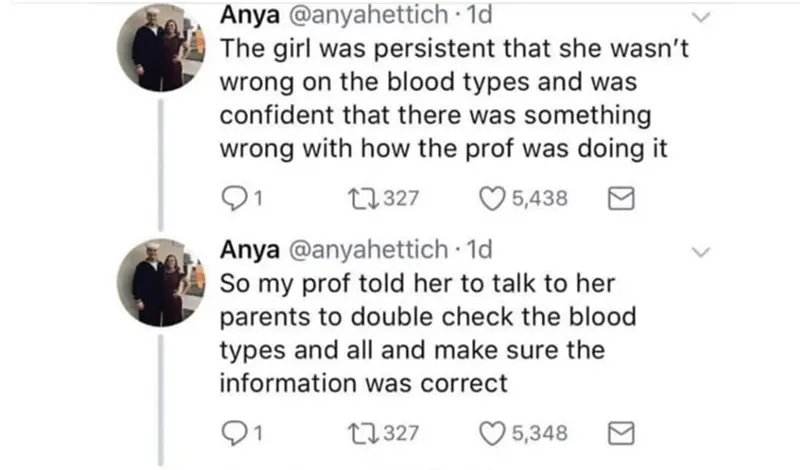 Anya @anyahettich · 1d
The girl was persistent that she wasn't
wrong on the blood types and was
confident that there was something
wrong with how the prof was doing it
1 327 5,438
Anya @anyahettich · 1d
So my prof told her to talk to her
parents to double check the blood
types and all and make sure the
information was correct
1 327 5,348